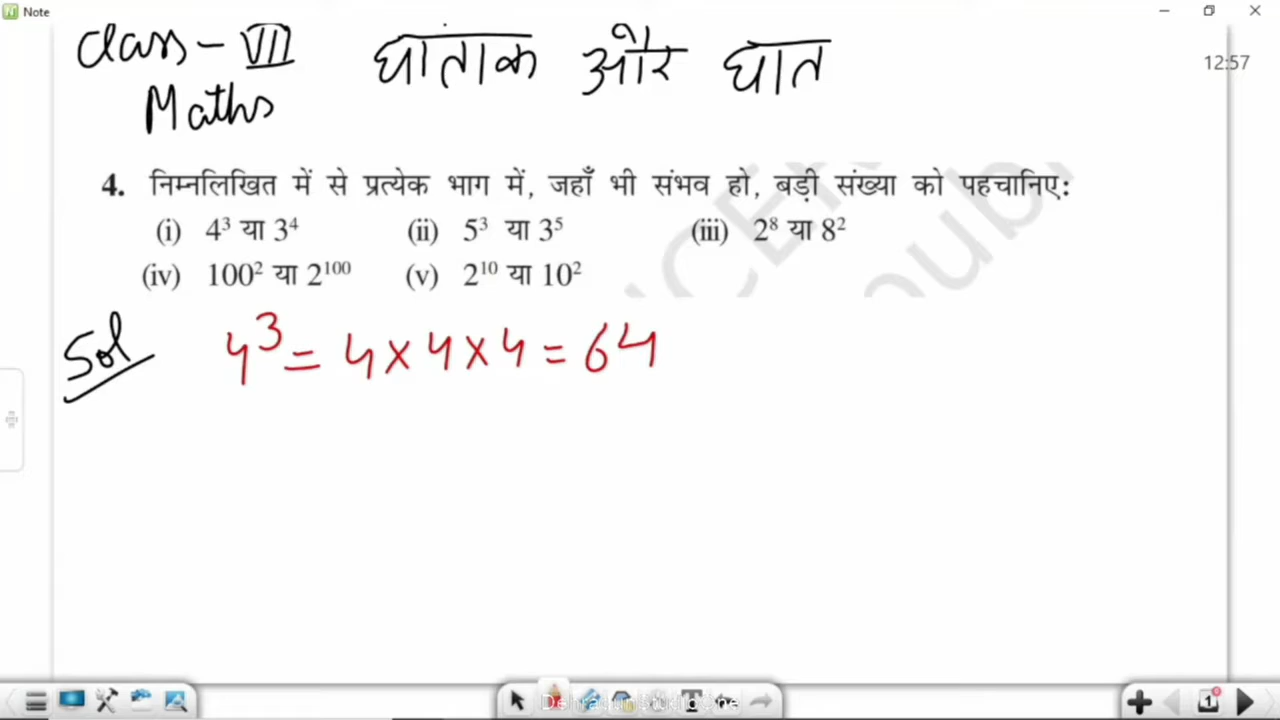 Note
Class - VII घातांक और घात
12:57
Maths
4. निम्नलिखित में से प्रत्येक भाग में, जहाँ भी संभव हो, बड़ी संख्या को पहचानिए:
(i) 4³ या 3⁴ (ii) 5³ या 3⁵ (iii) 2⁸ या 8²
(iv) 100² या 2¹⁰⁰ (v) 2¹⁰ या 10²
Sol 4³ = 4 × 4 × 4 = 64